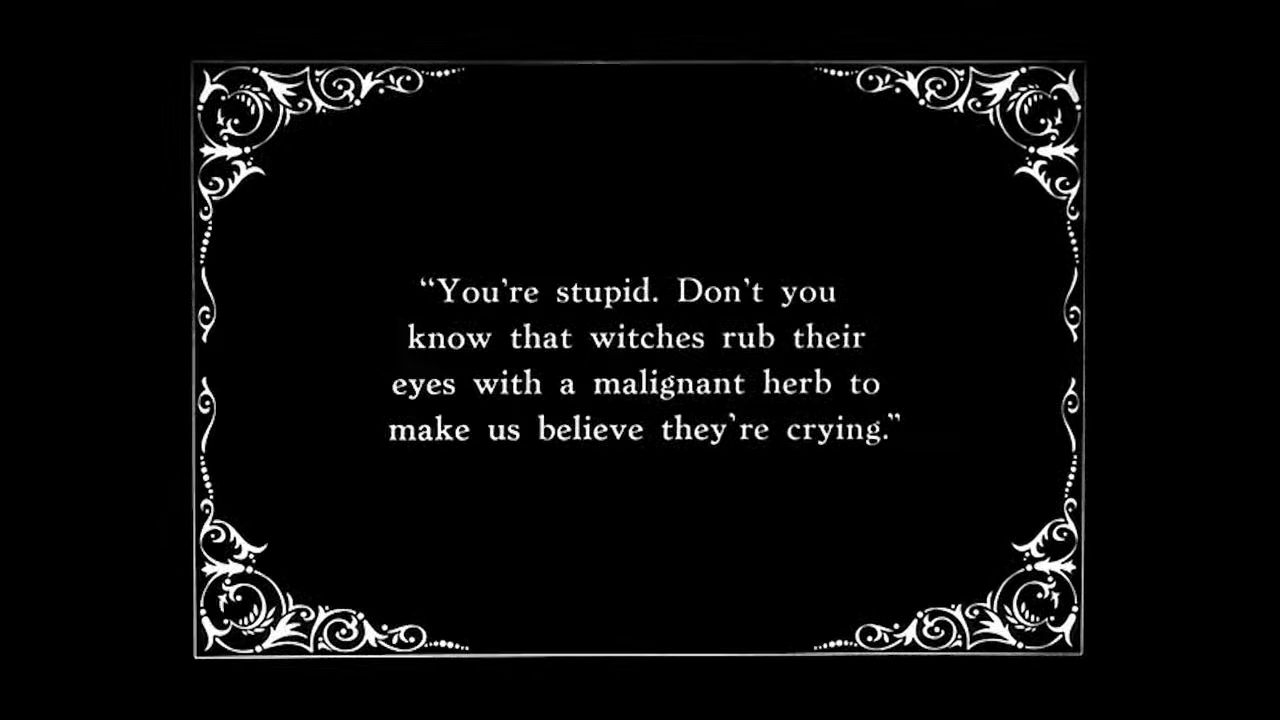 “You’re stupid. Don’t you
know that witches rub their
eyes with a malignant herb to
make us believe they’re crying.”